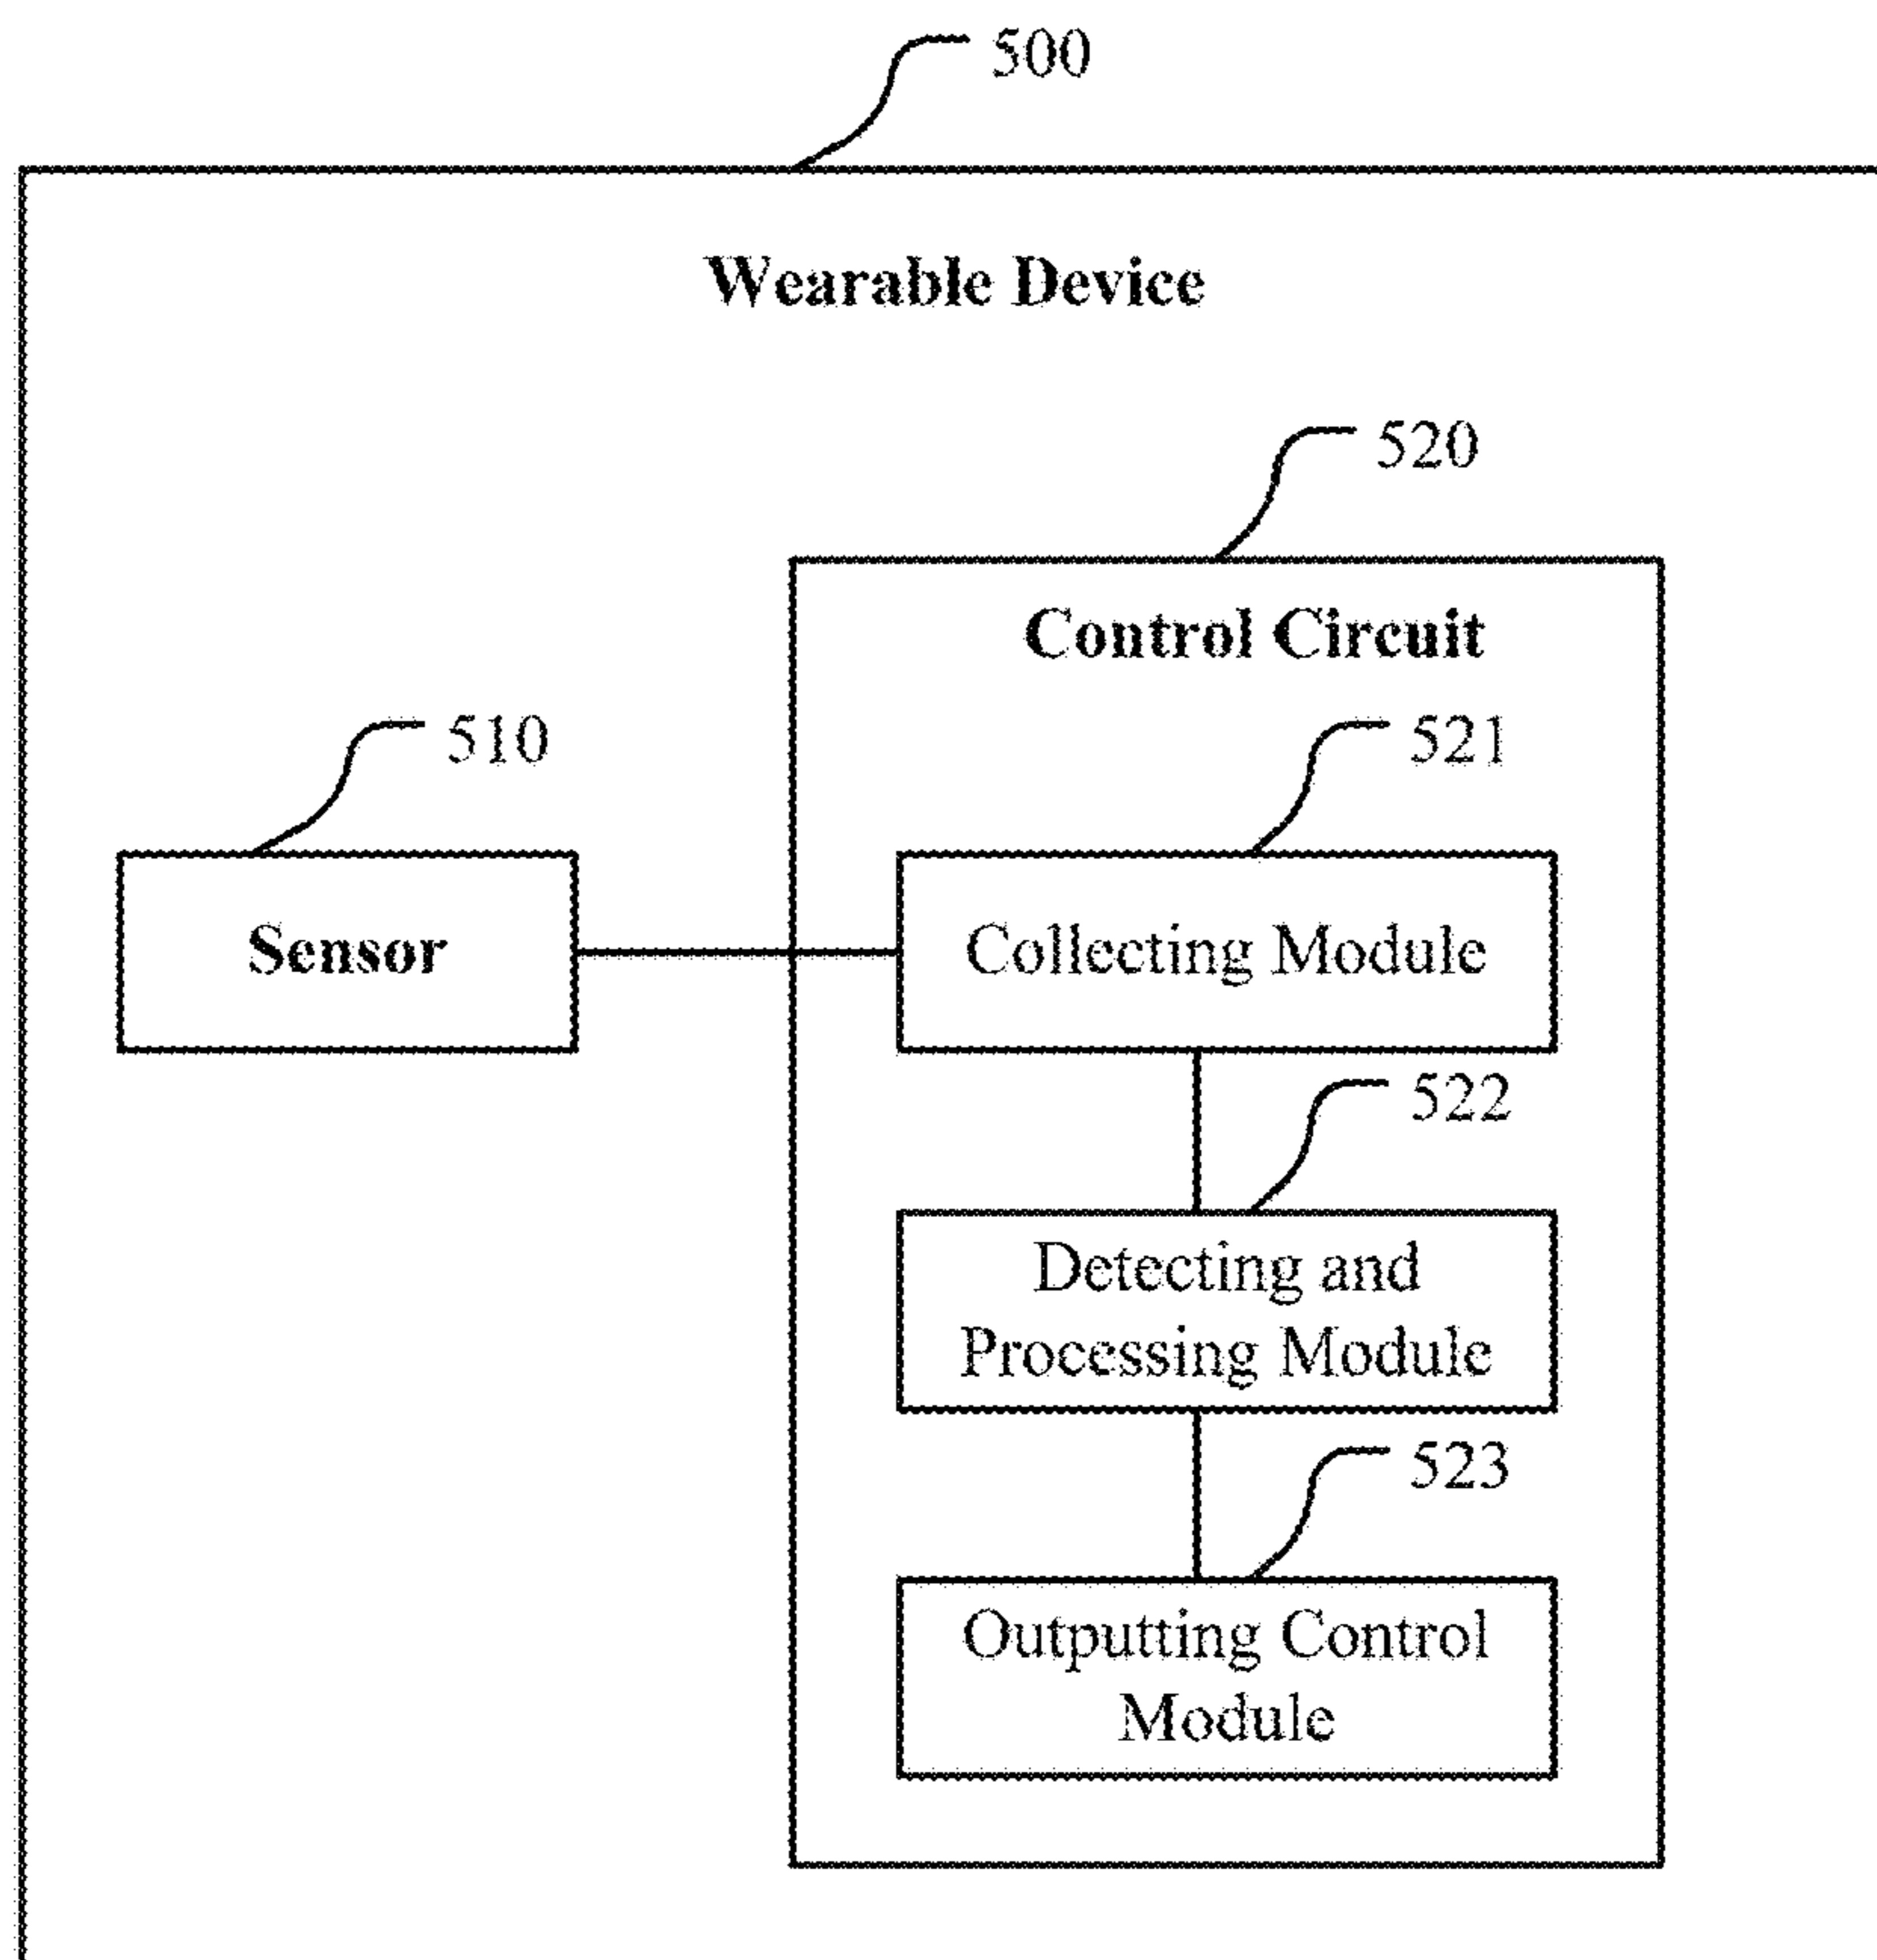 500
Wearable Device
520
Control Circuit
510
521
Sensor
Collecting Module
522
Detecting and
Processing Module
523
Outputting Control
Module